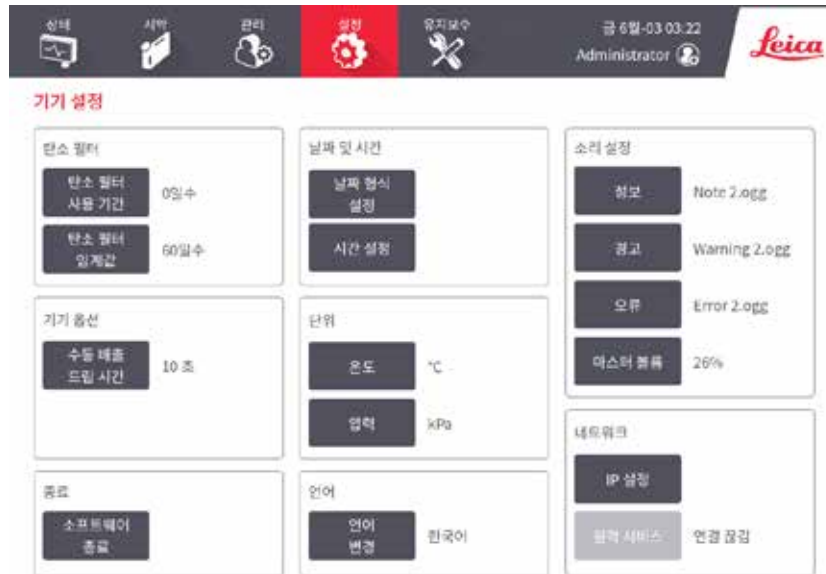 상태
시약
관리
설정
유지보수
금 6월-03 03:22
Administrator
Leica
기기 설정
탄소 필터
탄소 필터
사용 기간
0일수
탄소 필터
임계값
60일수
날짜 및 시간
날짜 형식
설정
시간 설정
소리 설정
정보
Note 2.ogg
경고
Warning 2.ogg
오류
Error 2.ogg
마스터 볼륨
26%
기기 옵션
수동 배출
드립 시간
10 초
단위
온도
°C
압력
kPa
네트워크
IP 설정
원격 서비스
연결 끊김
종료
소프트웨어
종료
언어
언어
변경
한국어